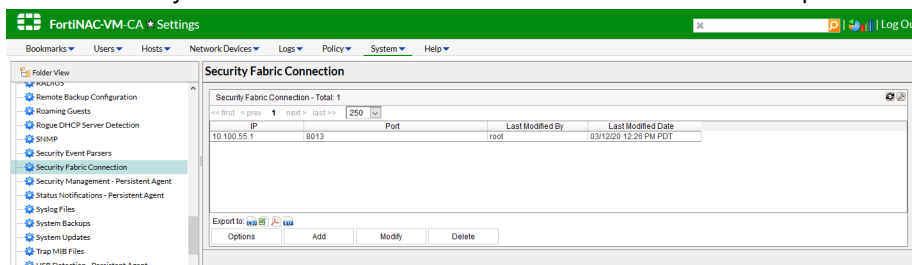 FortiNAC-VM-CA ★ Settings
| | Log Ou
Bookmarks Users Hosts Network Devices Logs Policy System Help
Folder View
Security Fabric Connection
RADIUS
Remote Backup Configuration
Roaming Guests
Rogue DHCP Server Detection
SNMP
Security Event Parsers
Security Fabric Connection
Security Management - Persistent Agent
Status Notifications - Persistent Agent
Syslog Files
System Backups
System Updates
Trap MIB Files
USB Detection - Persistent Agent
Security Fabric Connection - Total: 1
<< first < prev 1 next > last >> 250
IP Port Last Modified By Last Modified Date
10.100.55.1 8013 root 03/12/20 12:26 PM PDT
Export to:
Options Add Modify Delete